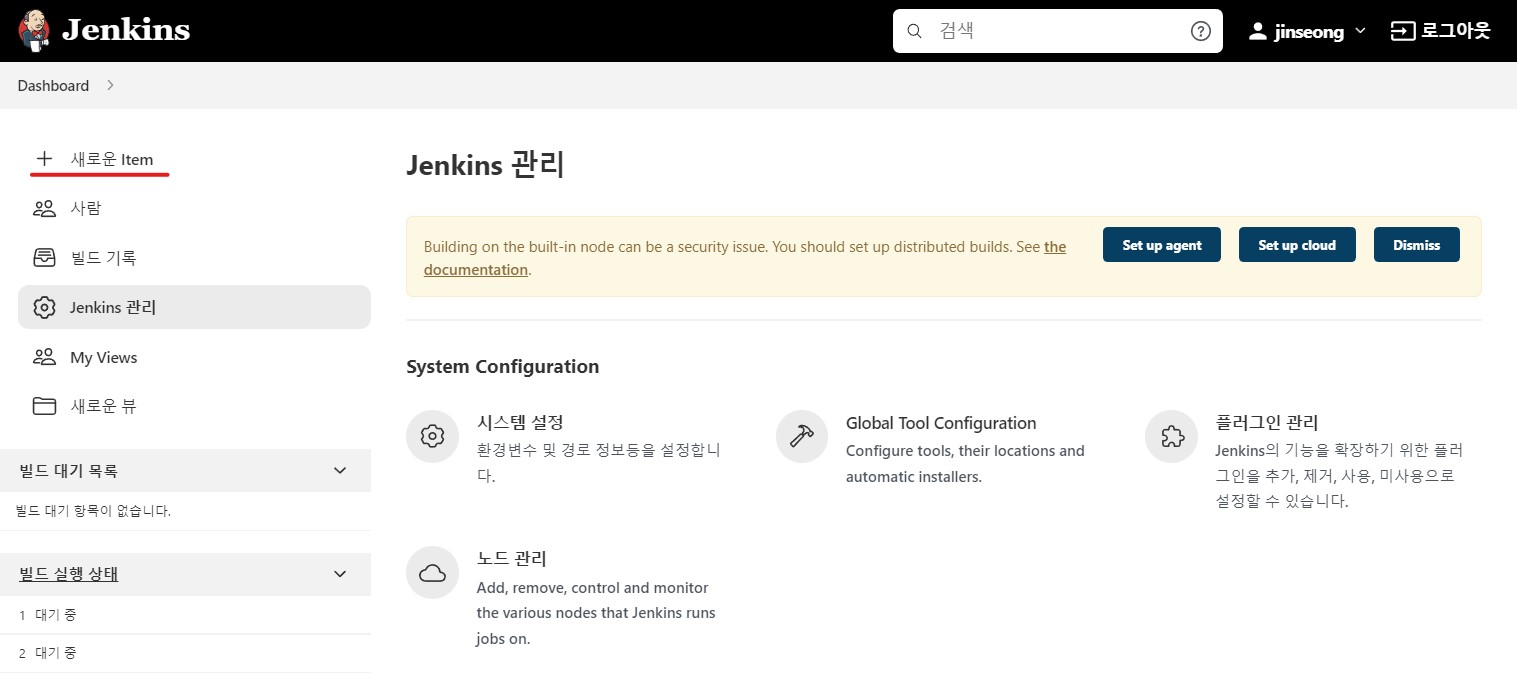 Jenkins
검색
jinseong
로그아웃
Dashboard
새로운 Item
사람
빌드 기록
Jenkins 관리
My Views
새로운 뷰
빌드 대기 목록
빌드 대기 항목이 없습니다.
빌드 실행 상태
1 대기 중
2 대기 중
Jenkins 관리
Building on the built-in node can be a security issue. You should set up distributed builds. See the
documentation.
Set up agent
Set up cloud
Dismiss
System Configuration
시스템 설정
환경변수 및 경로 정보등을 설정합니
다.
Global Tool Configuration
Configure tools, their locations and
automatic installers.
플러그인 관리
Jenkins의 기능을 확장하기 위한 플러
그인을 추가, 제거, 사용, 미사용으로
설정할 수 있습니다.
노드 관리
Add, remove, control and monitor
the various nodes that Jenkins runs
jobs on.